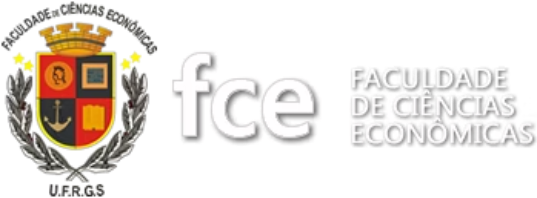 FACULDADE DE CIÊNCIAS ECONÔMICAS
U.F.R.G.S
fce
FACULDADE
DE CIÊNCIAS
ECONÔMICAS